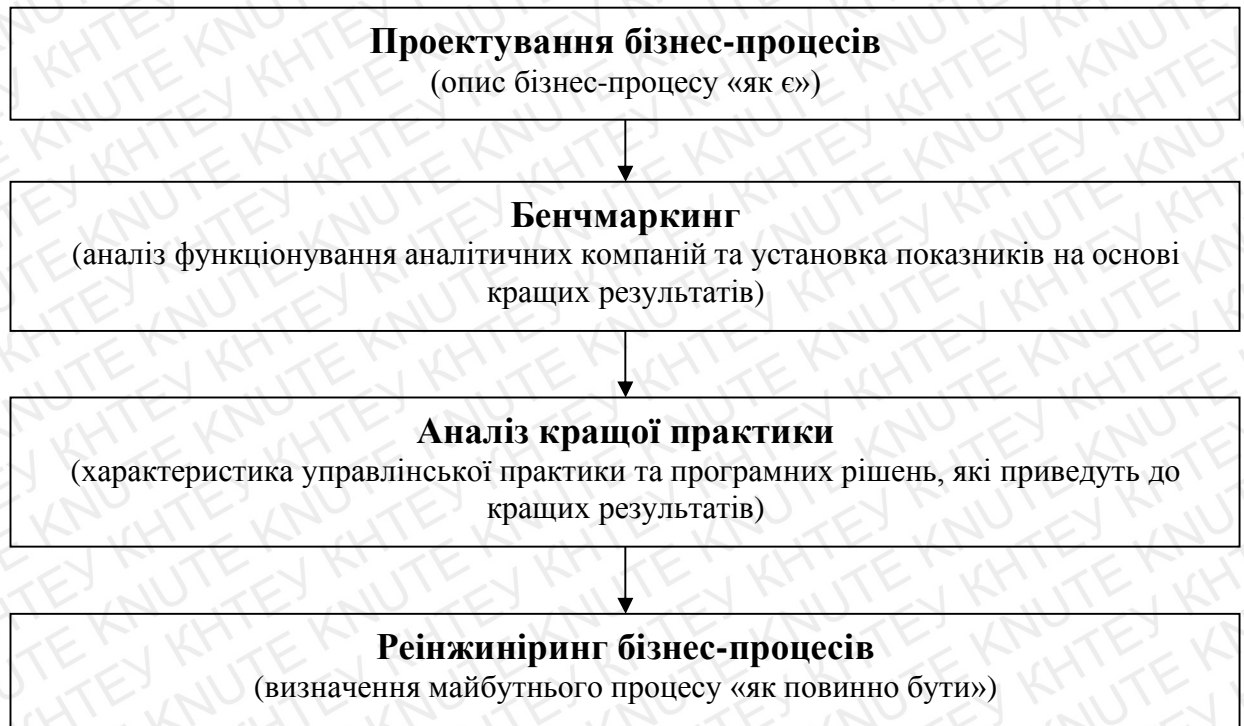 Проектування бізнес-процесів
(опис бізнес-процесу «як є»)
Бенчмаркинг
(аналіз функціонування аналітичних компаній та установка показників на основі
кращих результатів)
Аналіз кращої практики
(характеристика управлінської практики та програмних рішень, які приведуть до
кращих результатів)
Реінжиніринг бізнес-процесів
(визначення майбутнього процесу «як повинно бути»)